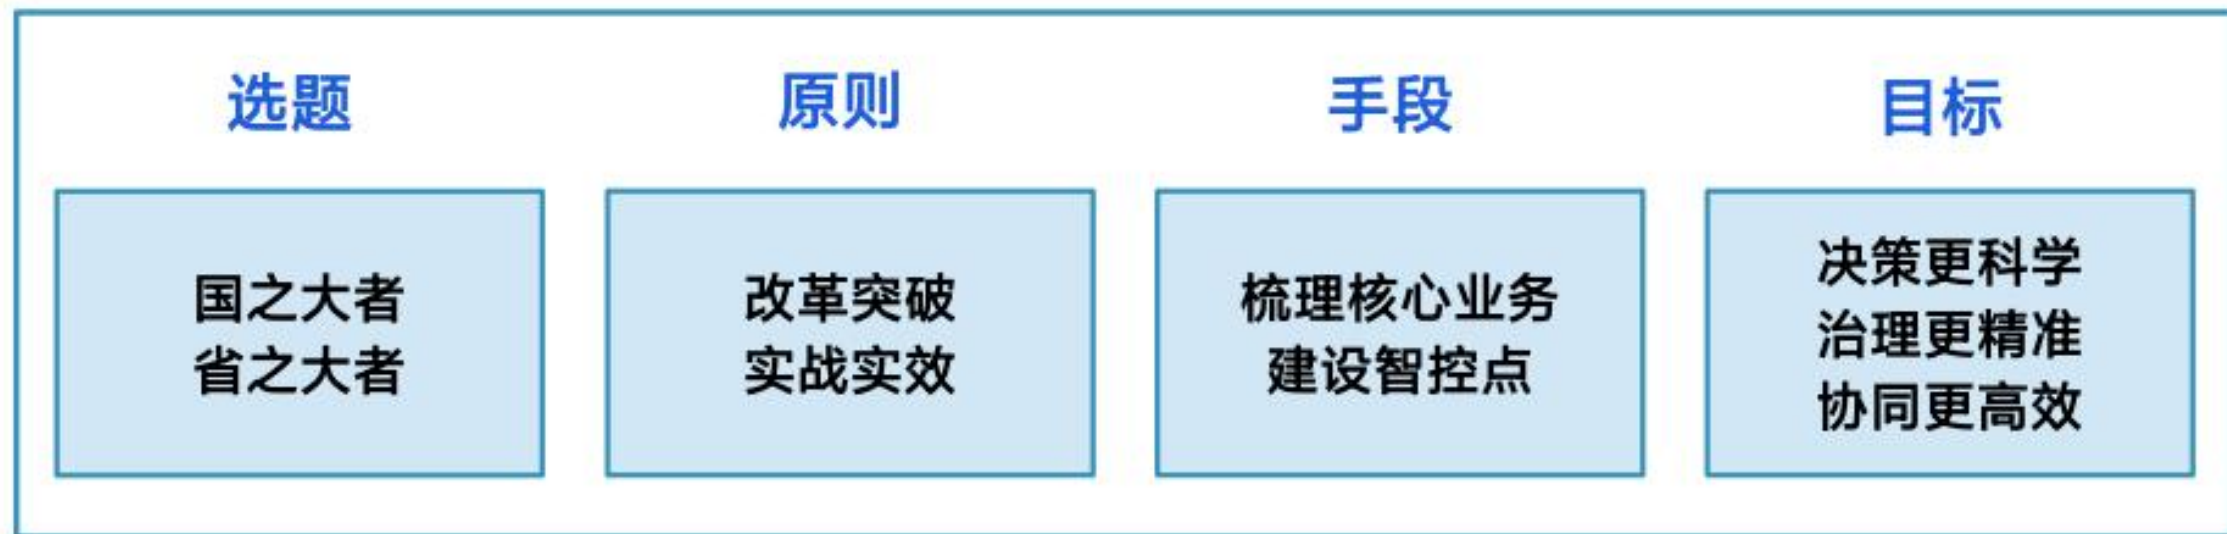 选题
国之大者
省之大者
原则
改革突破
实战实效
手段
梳理核心业务
建设智控点
目标
决策更科学
治理更精准
协同更高效